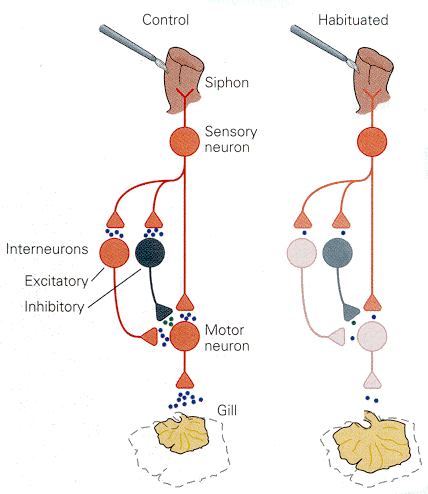 Control
Habituated
Siphon
Sensory
neuron
Interneurons
Excitatory
Inhibitory
Motor
neuron
Gill